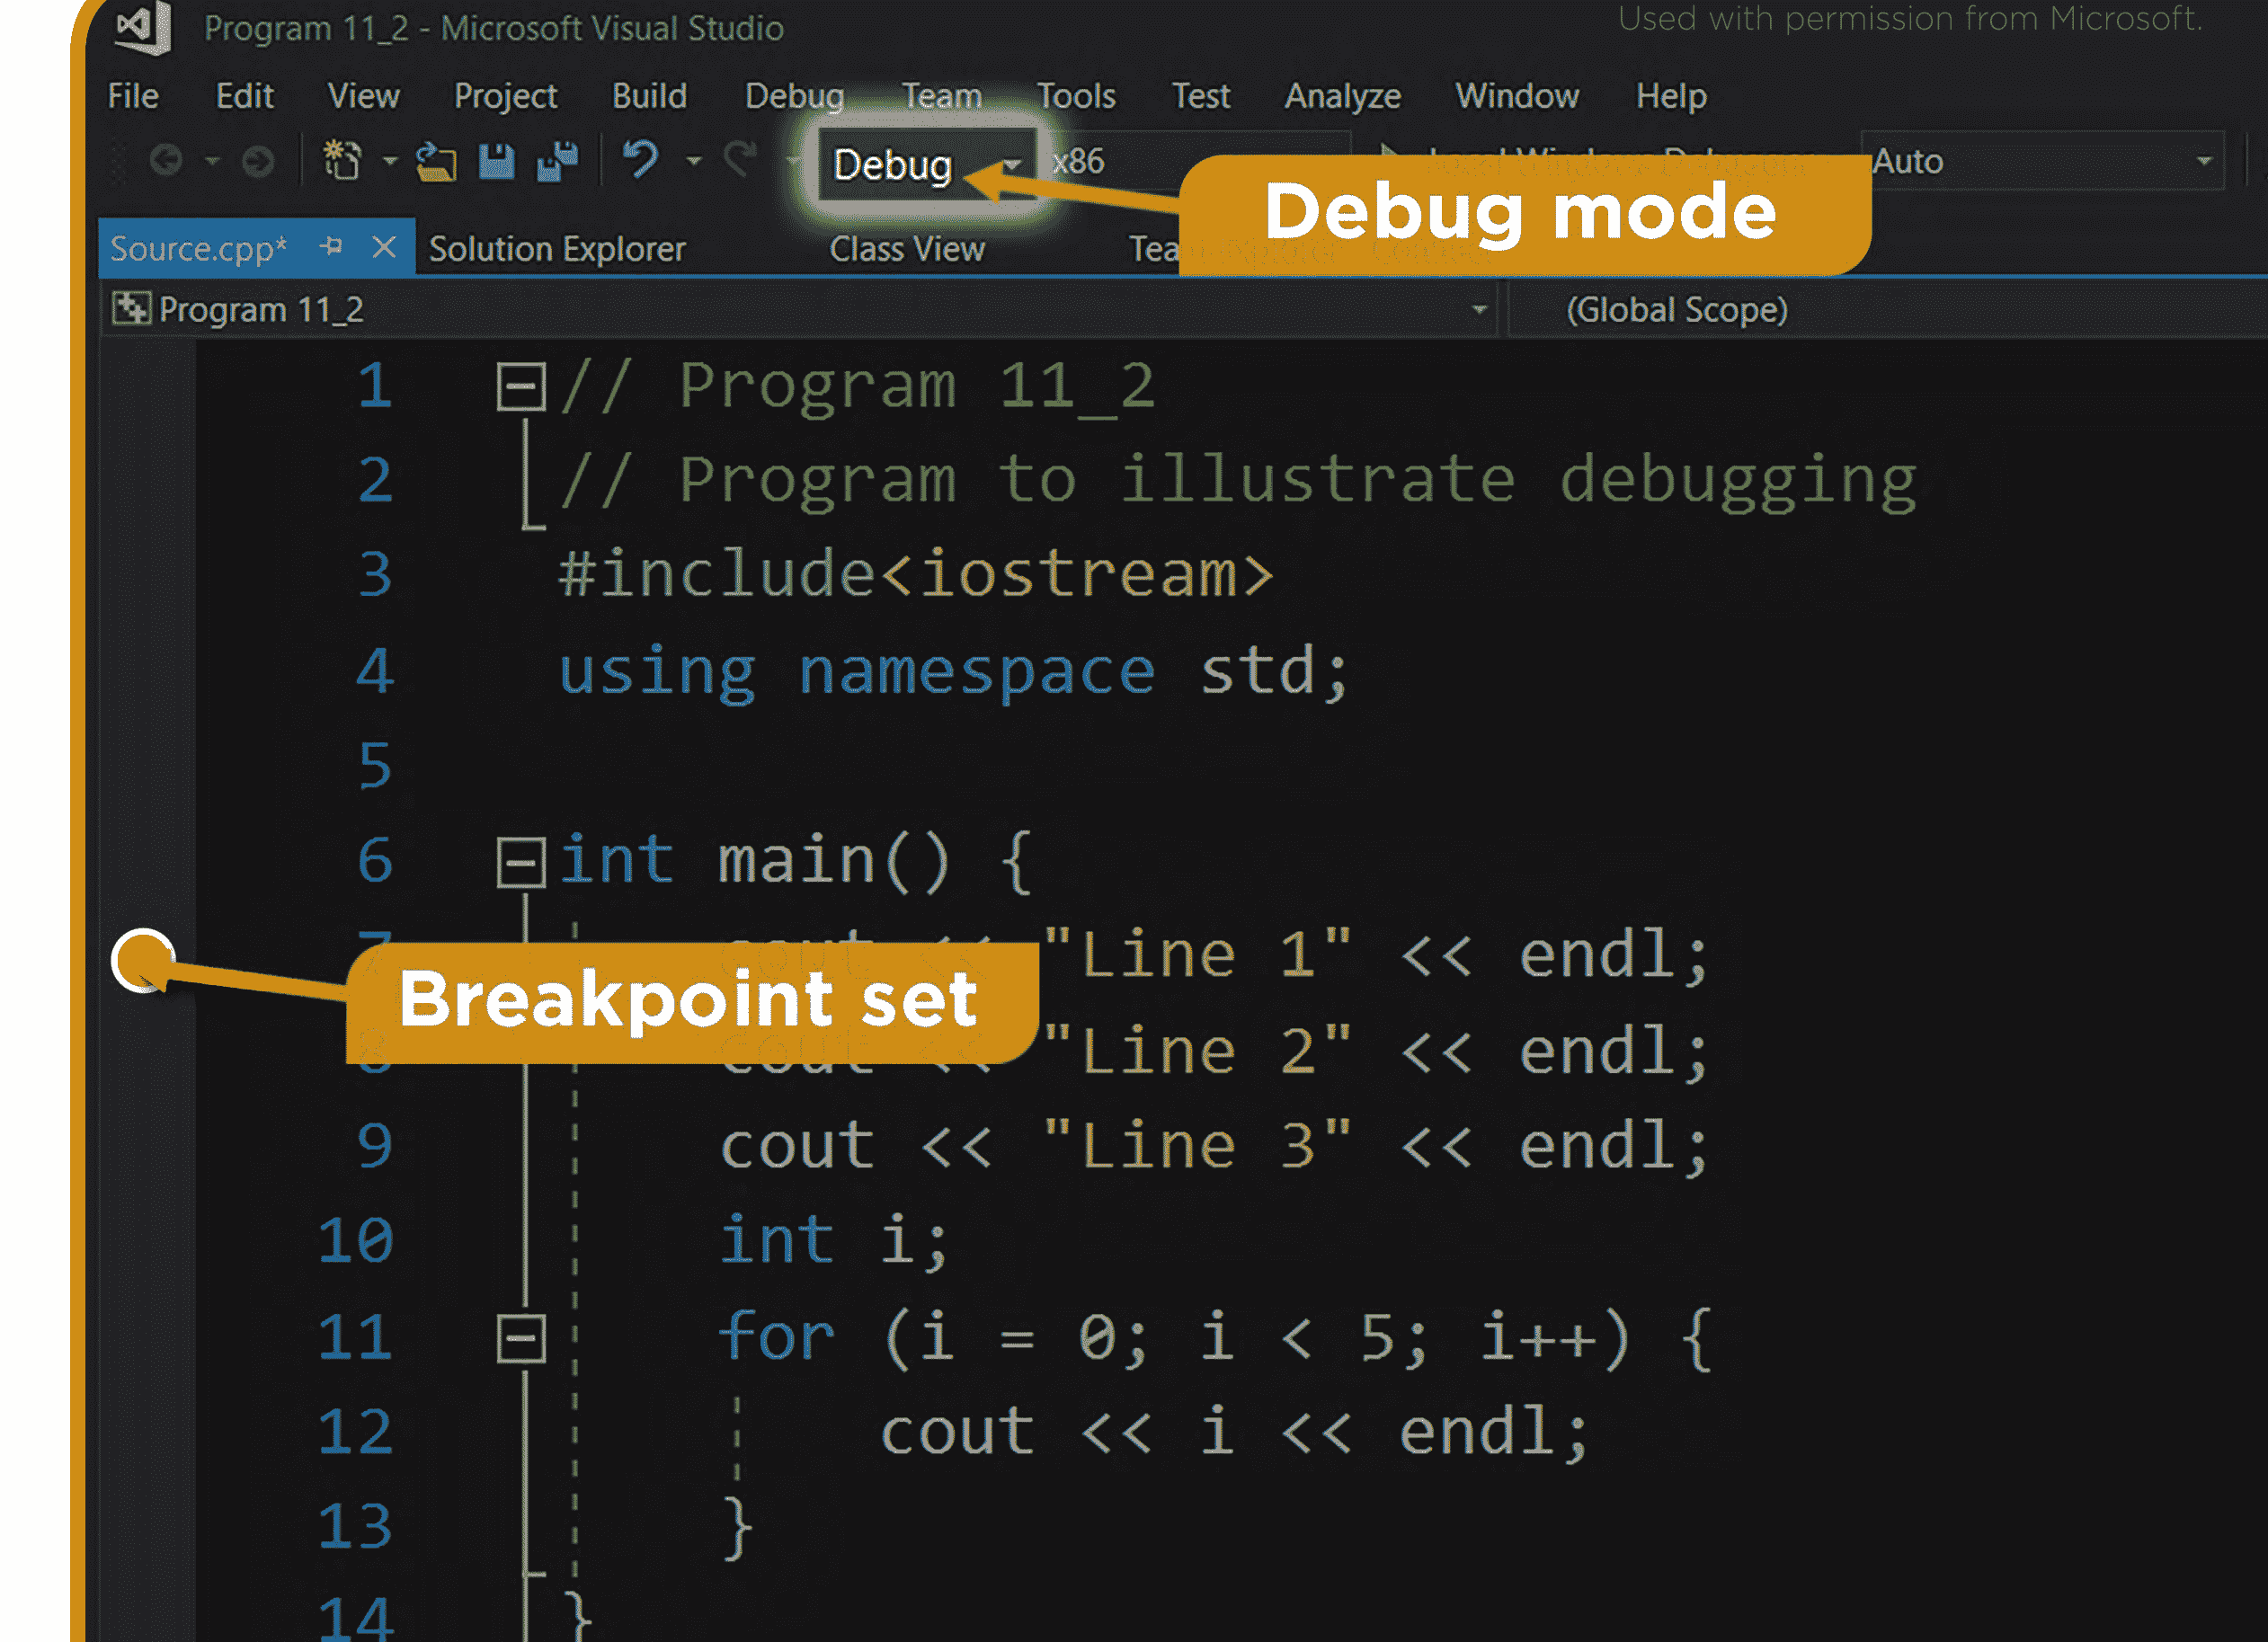 Program 11_2 - Microsoft Visual Studio
Used with permission from Microsoft.
File Edit View Project Build Debug Team Tools Test Analyze Window Help
Debug x86 Auto
Debug mode
Source.cpp* Solution Explorer Class View
Program 11_2 (Global Scope)
1 // Program 11_2
2 // Program to illustrate debugging
3 #include<iostream>
4 using namespace std;
5
6 int main() {
7 cout << "Line 1" << endl;
Breakpoint set
8 cout << "Line 2" << endl;
9 cout << "Line 3" << endl;
10 int i;
11 for (i = 0; i < 5; i++) {
12 cout << i << endl;
13 }
14 }